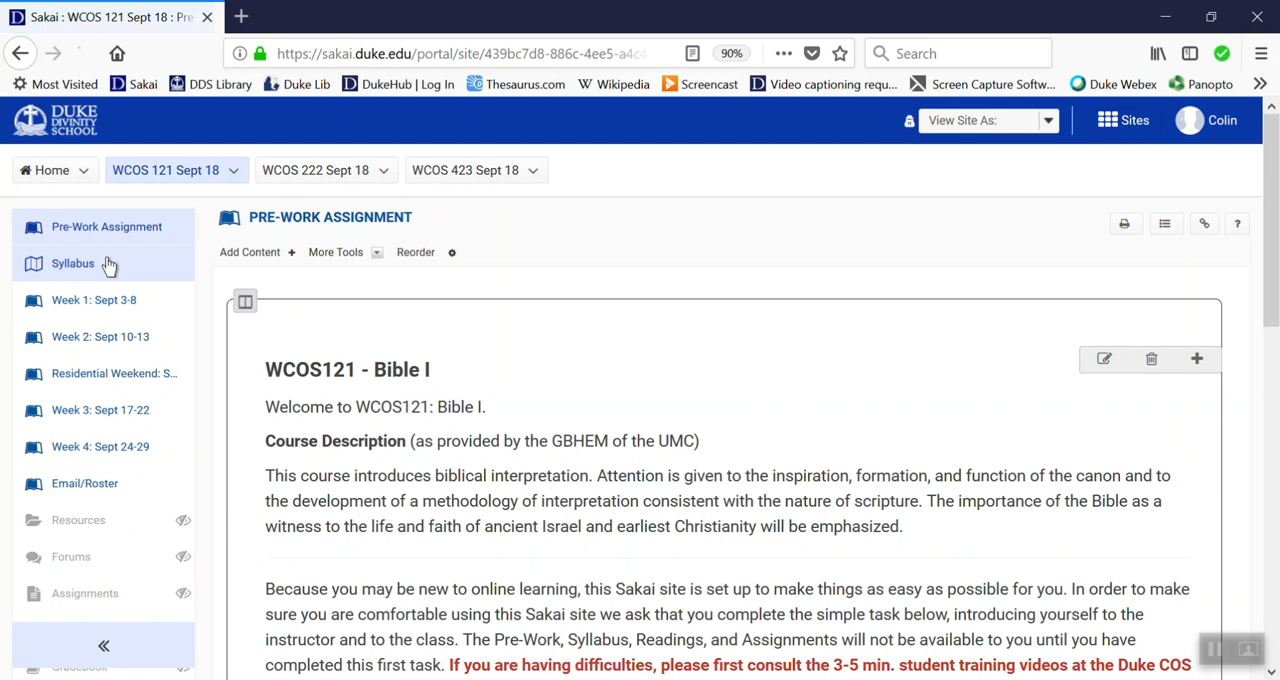 Sakai : WCOS 121 Sept 18 : Pre
https://sakai.duke.edu/portal/site/439bc7d8-886c-4ee5-a4c4
90%
Search
Most Visited
Sakai
DDS Library
Duke Lib
DukeHub | Log In
Thesaurus.com
Wikipedia
Screencast
Video captioning requ...
Screen Capture Softw...
Duke Webex
Panopto
DUKE
DIVINITY
SCHOOL
View Site As:
Sites
Colin
Home
WCOS 121 Sept 18
WCOS 222 Sept 18
WCOS 423 Sept 18
Pre-Work Assignment
Syllabus
Week 1: Sept 3-8
Week 2: Sept 10-13
Residential Weekend: S...
Week 3: Sept 17-22
Week 4: Sept 24-29
Email/Roster
Resources
Forums
Assignments
PRE-WORK ASSIGNMENT
Add Content +
More Tools
Reorder
WCOS121 - Bible I
Welcome to WCOS121: Bible I.
Course Description (as provided by the GBHEM of the UMC)
This course introduces biblical interpretation. Attention is given to the inspiration, formation, and function of the canon and to
the development of a methodology of interpretation consistent with the nature of scripture. The importance of the Bible as a
witness to the life and faith of ancient Israel and earliest Christianity will be emphasized.
Because you may be new to online learning, this Sakai site is set up to make things as easy as possible for you. In order to make
sure you are comfortable using this Sakai site we ask that you complete the simple task below, introducing yourself to the
instructor and to the class. The Pre-Work, Syllabus, Readings, and Assignments will not be available to you until you have
completed this first task. If you are having difficulties, please first consult the 3-5 min. student training videos at the Duke COS